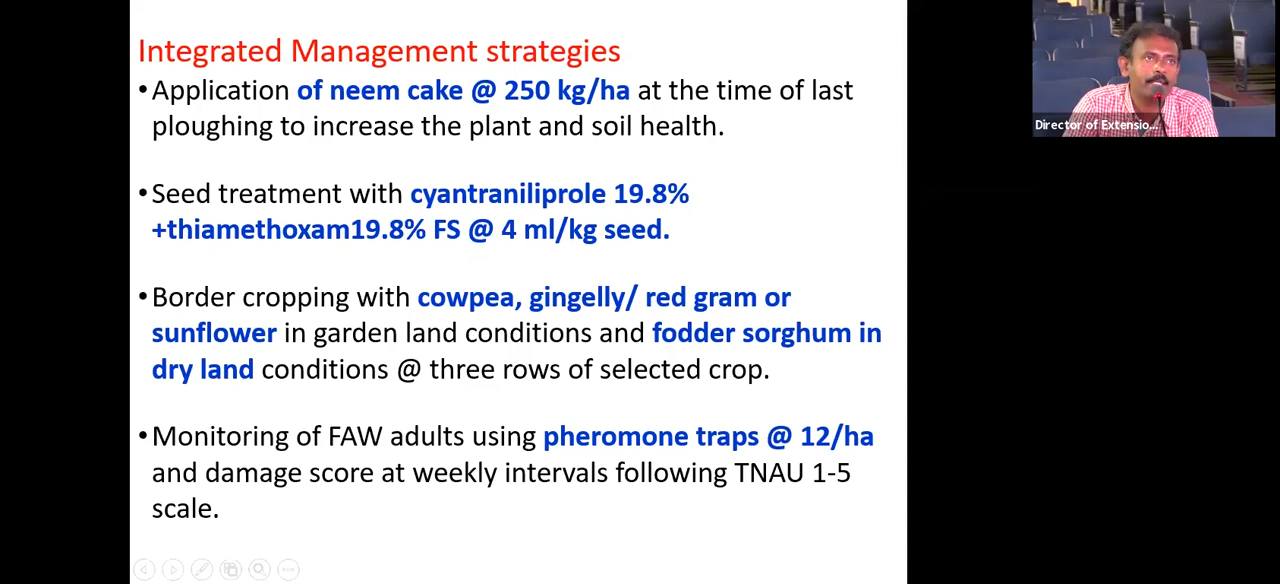 Integrated Management strategies
•Application of neem cake @ 250 kg/ha at the time of last
ploughing to increase the plant and soil health.
•Seed treatment with cyantraniliprole 19.8%
+thiamethoxam19.8% FS @ 4 ml/kg seed.
•Border cropping with cowpea, gingelly/ red gram or
sunflower in garden land conditions and fodder sorghum in
dry land conditions @ three rows of selected crop.
•Monitoring of FAW adults using pheromone traps @ 12/ha
and damage score at weekly intervals following TNAU 1-5
scale.
Director of Extensio...